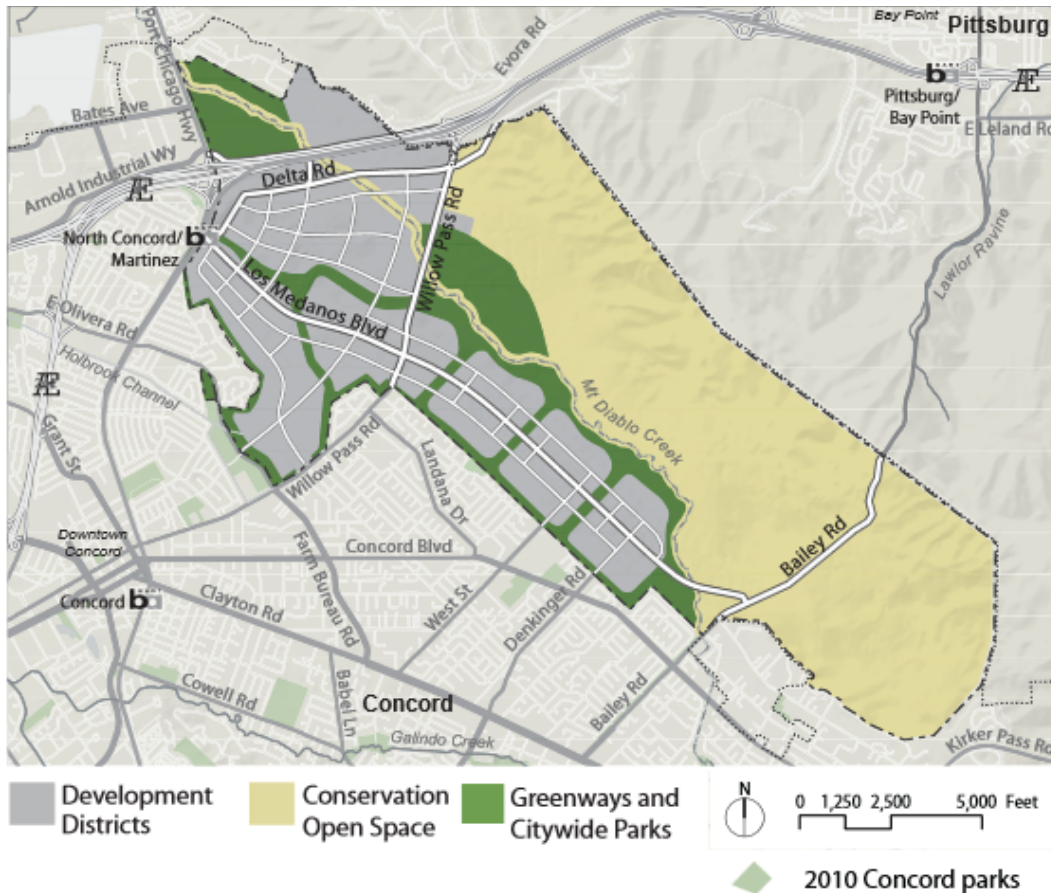 Bay Point
Pittsburg
Port Chicago Hwy
Evora Rd
b
Pittsburg/
Bay Point
Æ
Bates Ave
E Leland Rd
Arnold Industrial Wy
Æ
Delta Rd
Willow Pass Rd
b
North Concord/
Martinez
Los Medanos Blvd
Lawlor Ravine
E Olivera Rd
Holbrook Channel
Æ
Mt Diablo Creek
Grant St
Willow Pass Rd
Landana Dr
Downtown
Concord
Concord Blvd
Farm Bureau Rd
Bailey Rd
Concord
b
Clayton Rd
West St
Denkinger Rd
Cowell Rd
Babel Ln
Concord
Bailey Rd
Galindo Creek
Kirker Pass Rd
Development
Districts
Conservation
Open Space
Greenways and
Citywide Parks
N
0 1,250 2,500 5,000 Feet
2010 Concord parks